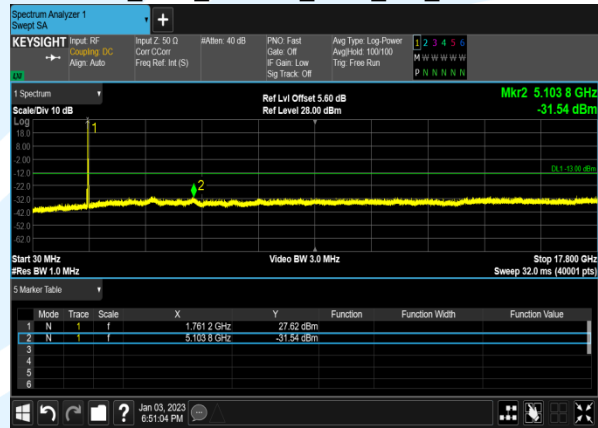 Spectrum Analyzer 1
Swept SA
KEYSIGHT Input: RF
Coupling: DC
Align: Auto
Input Z: 50 Ω
Corr CCorr
Freq Ref: Int (S)
#Atten: 40 dB
PNO: Fast
Gate: Off
IF Gain: Low
Sig Track: Off
Avg Type: Log-Power
Avg|Hold: 100/100
Trig: Free Run
1 2 3 4 5 6
M W W W W W
P N N N N N
LXI
1 Spectrum
Scale/Div 10 dB
Ref Lvl Offset 5.60 dB
Ref Level 28.00 dBm
Mkr2 5.103 8 GHz
-31.54 dBm
Log
18.0
8.00
-2.00
-12.0
-22.0
-32.0
-42.0
-52.0
-62.0
1
2
DL1 -13.00 dBm
Start 30 MHz
#Res BW 1.0 MHz
Video BW 3.0 MHz
Stop 17.800 GHz
Sweep 32.0 ms (40001 pts)
5 Marker Table
Mode Trace Scale X Y Function Function Width Function Value
1 N 1 f 1.761 2 GHz 27.62 dBm
2 N 1 f 5.103 8 GHz -31.54 dBm
3
4
5
6
Jan 03, 2023
6:51:04 PM